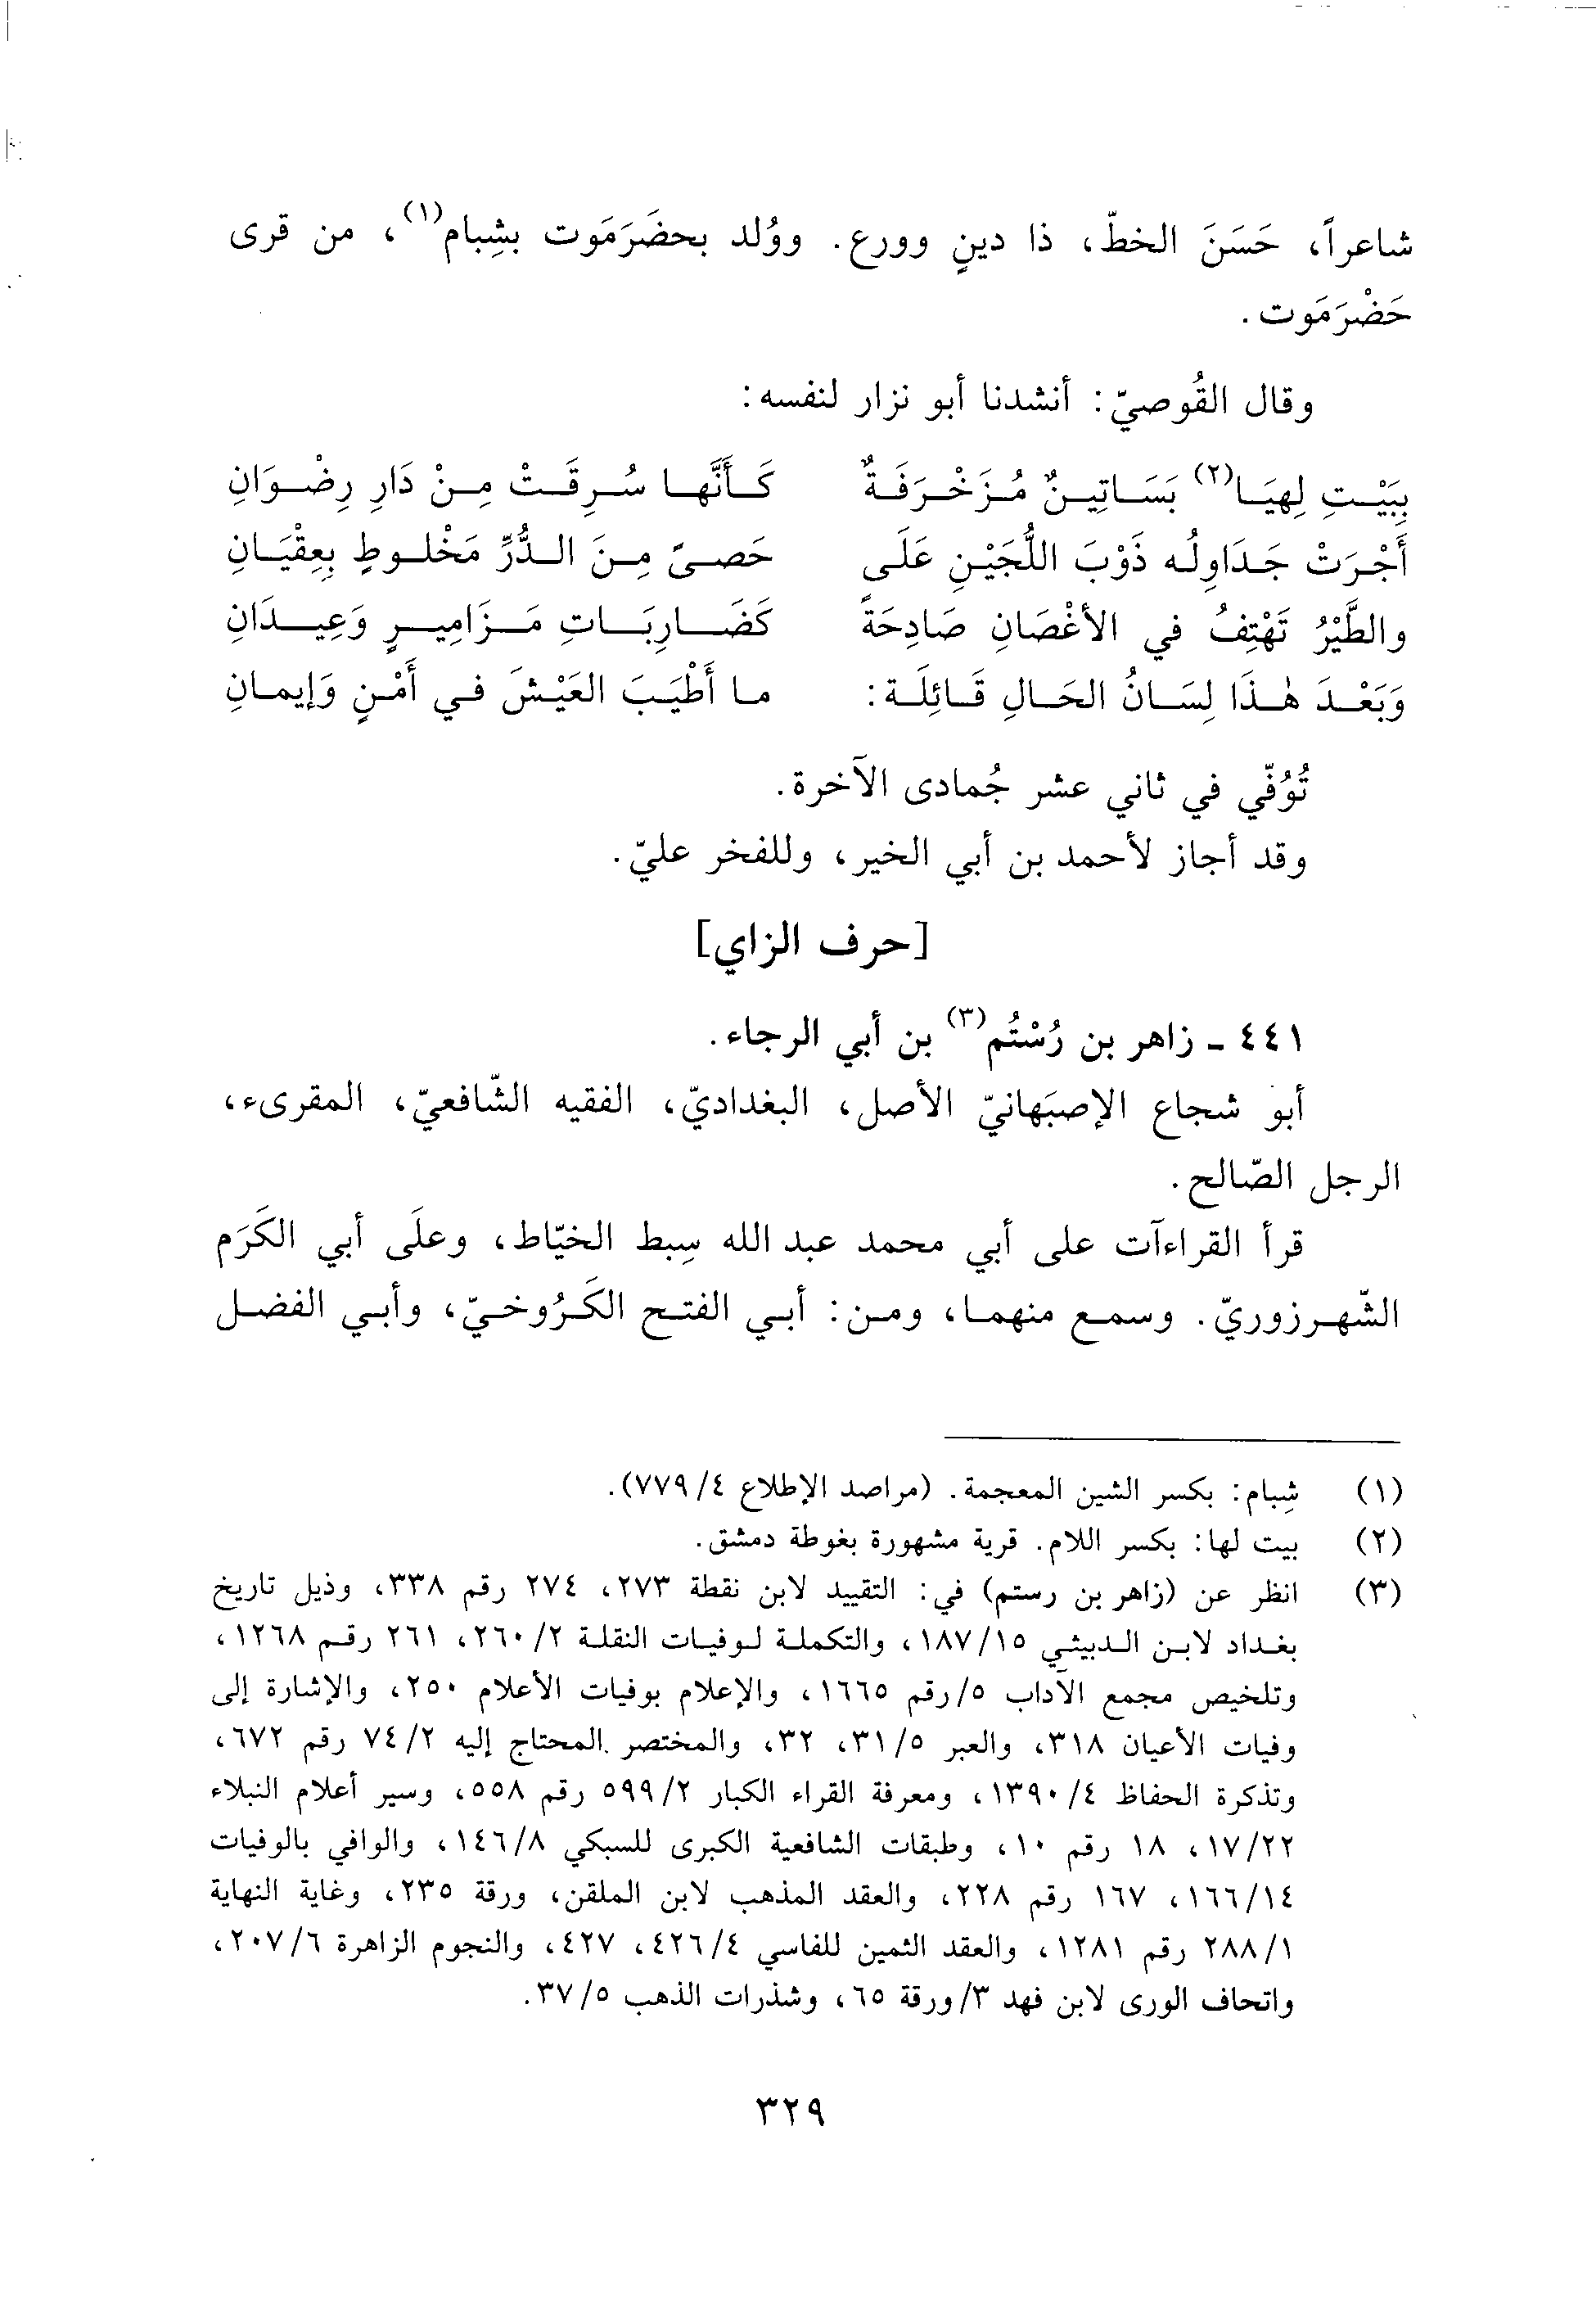 شاعراً، حَسَنَ الخطّ، ذا دينٍ وورع. ووُلد بحضَرَمَوت بشِبام(١)، من قرى
حَضْرَمَوت.
وقال القُوصيّ: أنشدنا أبو نزار لنفسه:
بِبَيْتِ لِهيَا(٢) بَسَاتِينٌ مُزَخْرَفَةٌ كَأَنَّها سُرِقَتْ مِنْ دَارِ رِضْوَانِ
أَجْرَتْ جَدَاوِلُه ذَوْبَ اللُّجَيْنِ عَلَى حَصىً مِنَ الدُّرِّ مَخْلوطٍ بِعِقْيَانِ
والطَّيْرُ تَهْتِفُ في الأغْصَانِ صَادِحَةً كَضَارِبَاتِ مَزَامِيرٍ وَعِيدَانِ
وَبَعْدَ هٰذَا لِسَانُ الحَالِ قَائِلَة: ما أَطْيَبَ العَيْشَ في أَمْنٍ وَإيمانِ
تُوُفّي في ثاني عشر جُمادى الآخرة.
وقد أجاز لأحمد بن أبي الخير، وللفخر عليّ.
[حرف الزاي]
٤٤١ ـ زاهر بن رُسْتُم(٣) بن أبي الرجاء.
أبو شجاع الإصبَهانيّ الأصل، البغداديّ، الفقيه الشّافعيّ، المقرىء،
الرجل الصّالح.
قرأ القراءآت على أبي محمد عبد الله سِبط الخيّاط، وعلَى أبي الكَرَم
الشّهرزوريّ. وسمع منهما، ومن: أبي الفتح الكَرُوخيّ، وأبي الفضل
(١) شِبام: بكسر الشين المعجمة. (مراصد الإطلاع ٤/ ٧٧٩).
(٢) بيت لها: بكسر اللام. قرية مشهورة بغوطة دمشق.
(٣) انظر عن (زاهر بن رستم) في: التقييد لابن نقطة ٢٧٣، ٢٧٤ رقم ٣٣٨، وذيل تاريخ
بغداد لابن الدبيثي ١٥/ ١٨٧، والتكملة لوفيات النقلة ٢/ ٢٦٠، ٢٦١ رقم ١٢٦٨،
وتلخيص مجمع الآداب ٥/رقم ١٦٦٥، والإعلام بوفيات الأعلام ٢٥٠، والإشارة إلى
وفيات الأعيان ٣١٨، والعبر ٥/ ٣١، ٣٢، والمختصر المحتاج إليه ٢/ ٧٤ رقم ٦٧٢،
وتذكرة الحفاظ ٤/ ١٣٩٠، ومعرفة القراء الكبار ٢/ ٥٩٩ رقم ٥٥٨، وسير أعلام النبلاء
٢٢/ ١٧، ١٨ رقم ١٠، وطبقات الشافعية الكبرى للسبكي ٨/ ١٤٦، والوافي بالوفيات
١٤/ ١٦٦، ١٦٧ رقم ٢٢٨، والعقد المذهب لابن الملقن، ورقة ٢٣٥، وغاية النهاية
١/ ٢٨٨ رقم ١٢٨١، والعقد الثمين للفاسي ٤/ ٤٢٦، ٤٢٧، والنجوم الزاهرة ٦/ ٢٠٧،
واتحاف الورى لابن فهد ٣/ ورقة ٦٥، وشذرات الذهب ٥/ ٣٧.
٣٢٩